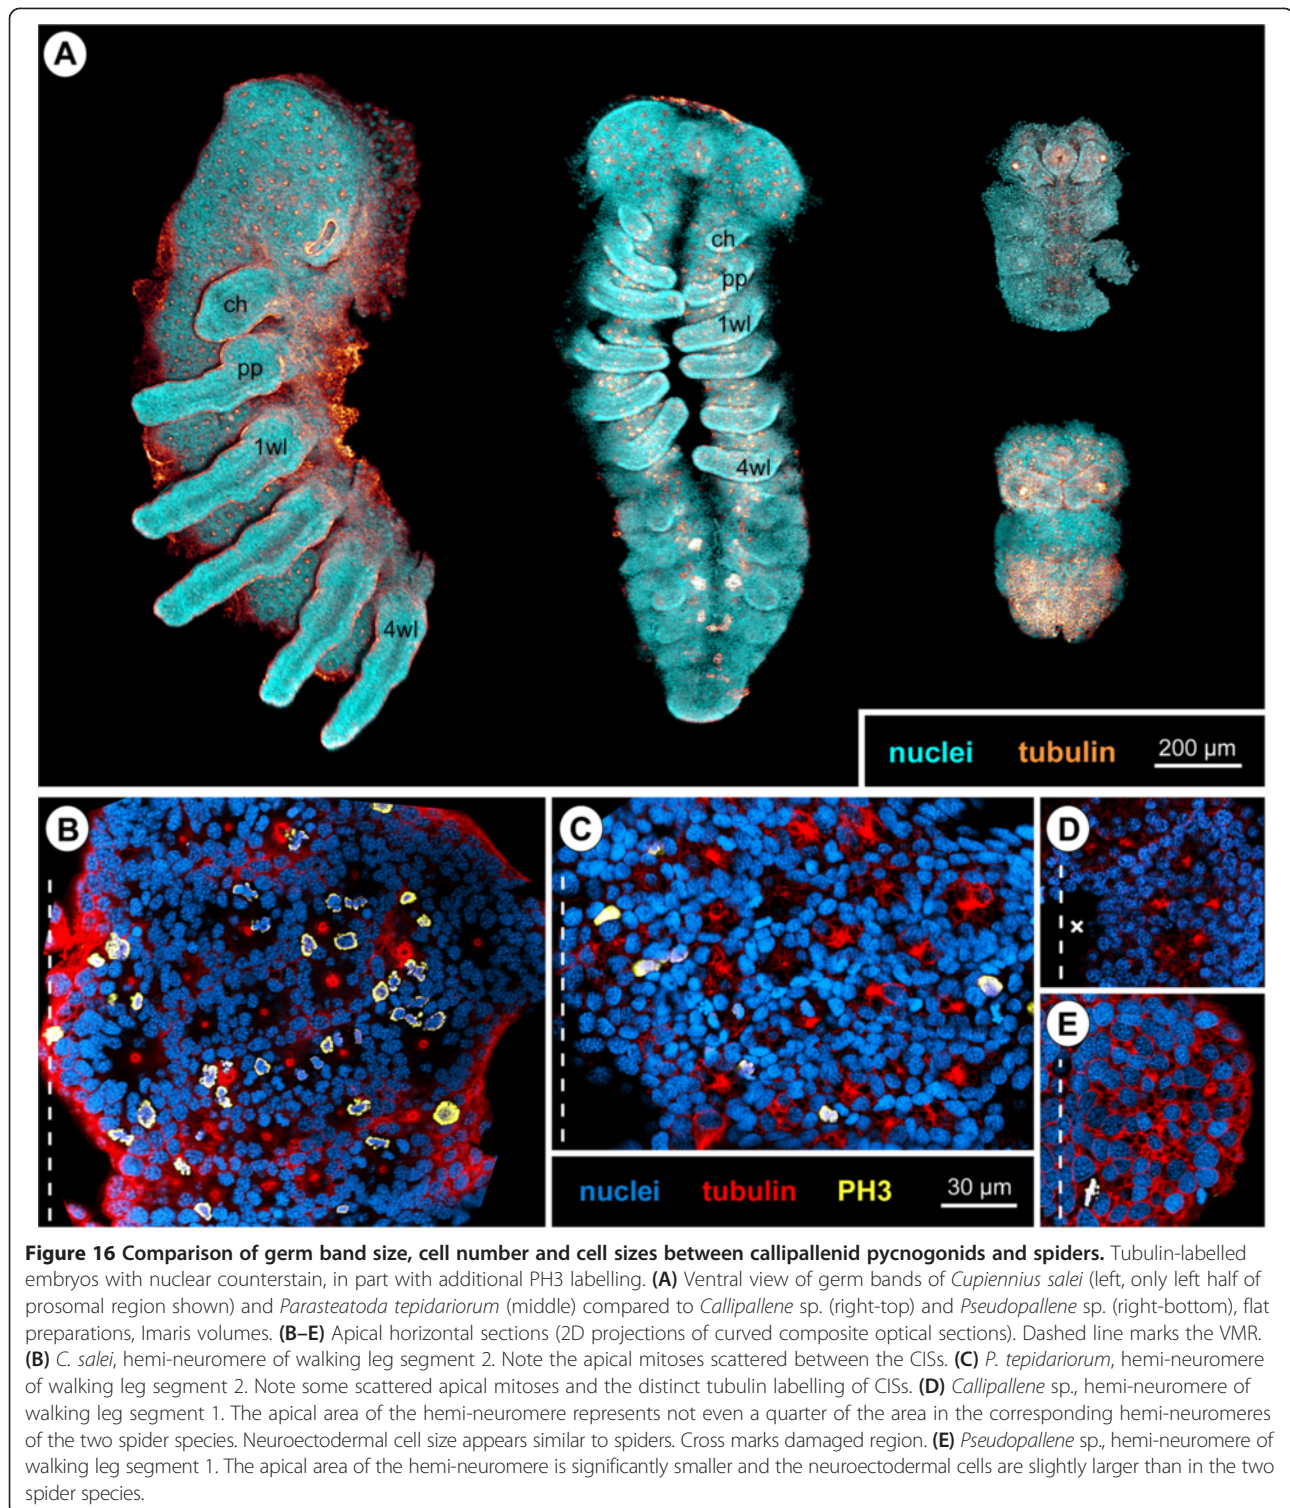 A
ch
pp
1wl
4wl
ch
pp
1wl
4wl
nuclei tubulin 200 µm
B
C
D
×
E
nuclei tubulin PH3 30 µm
Figure 16 Comparison of germ band size, cell number and cell sizes between callipallenid pycnogonids and spiders. Tubulin-labelled
embryos with nuclear counterstain, in part with additional PH3 labelling. (A) Ventral view of germ bands of Cupiennius salei (left, only left half of
prosomal region shown) and Parasteatoda tepidariorum (middle) compared to Callipallene sp. (right-top) and Pseudopallene sp. (right-bottom), flat
preparations, Imaris volumes. (B–E) Apical horizontal sections (2D projections of curved composite optical sections). Dashed line marks the VMR.
(B) C. salei, hemi-neuromere of walking leg segment 2. Note the apical mitoses scattered between the CISs. (C) P. tepidariorum, hemi-neuromere
of walking leg segment 2. Note some scattered apical mitoses and the distinct tubulin labelling of CISs. (D) Callipallene sp., hemi-neuromere of
walking leg segment 1. The apical area of the hemi-neuromere represents not even a quarter of the area in the corresponding hemi-neuromeres
of the two spider species. Neuroectodermal cell size appears similar to spiders. Cross marks damaged region. (E) Pseudopallene sp., hemi-neuromere of
walking leg segment 1. The apical area of the hemi-neuromere is significantly smaller and the neuroectodermal cells are slightly larger than in the two
spider species.